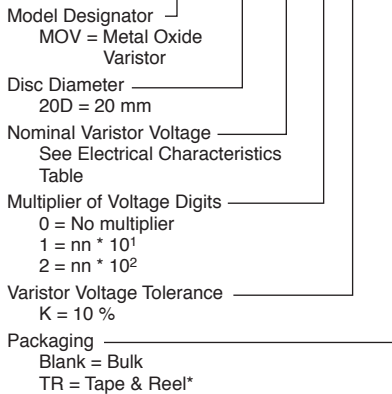 Model Designator
MOV = Metal Oxide
Varistor
Disc Diameter
20D = 20 mm
Nominal Varistor Voltage
See Electrical Characteristics
Table
Multiplier of Voltage Digits
0 = No multiplier
1 = nn * 10¹
2 = nn * 10²
Varistor Voltage Tolerance
K = 10 %
Packaging
Blank = Bulk
TR = Tape & Reel*